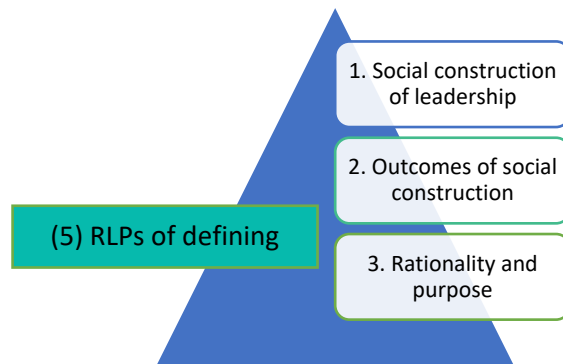 1. Social construction
of leadership
2. Outcomes of social
construction
(5) RLPs of defining
3. Rationality and
purpose